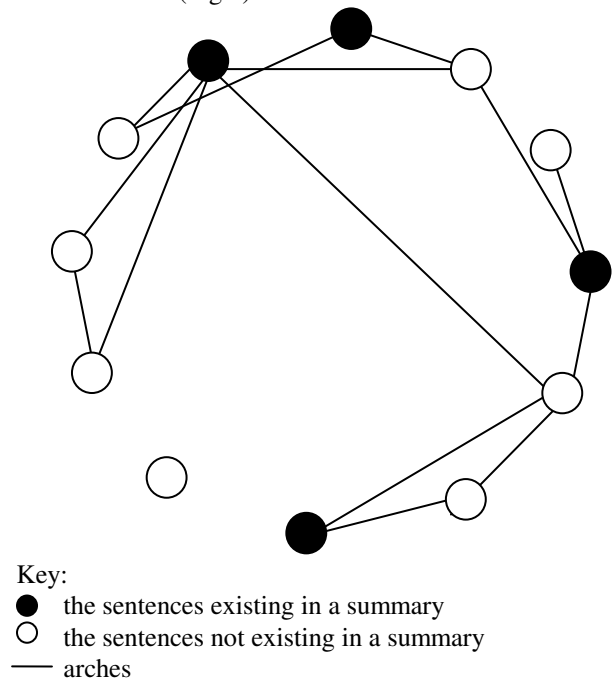 Key:
the sentences existing in a summary
the sentences not existing in a summary
arches